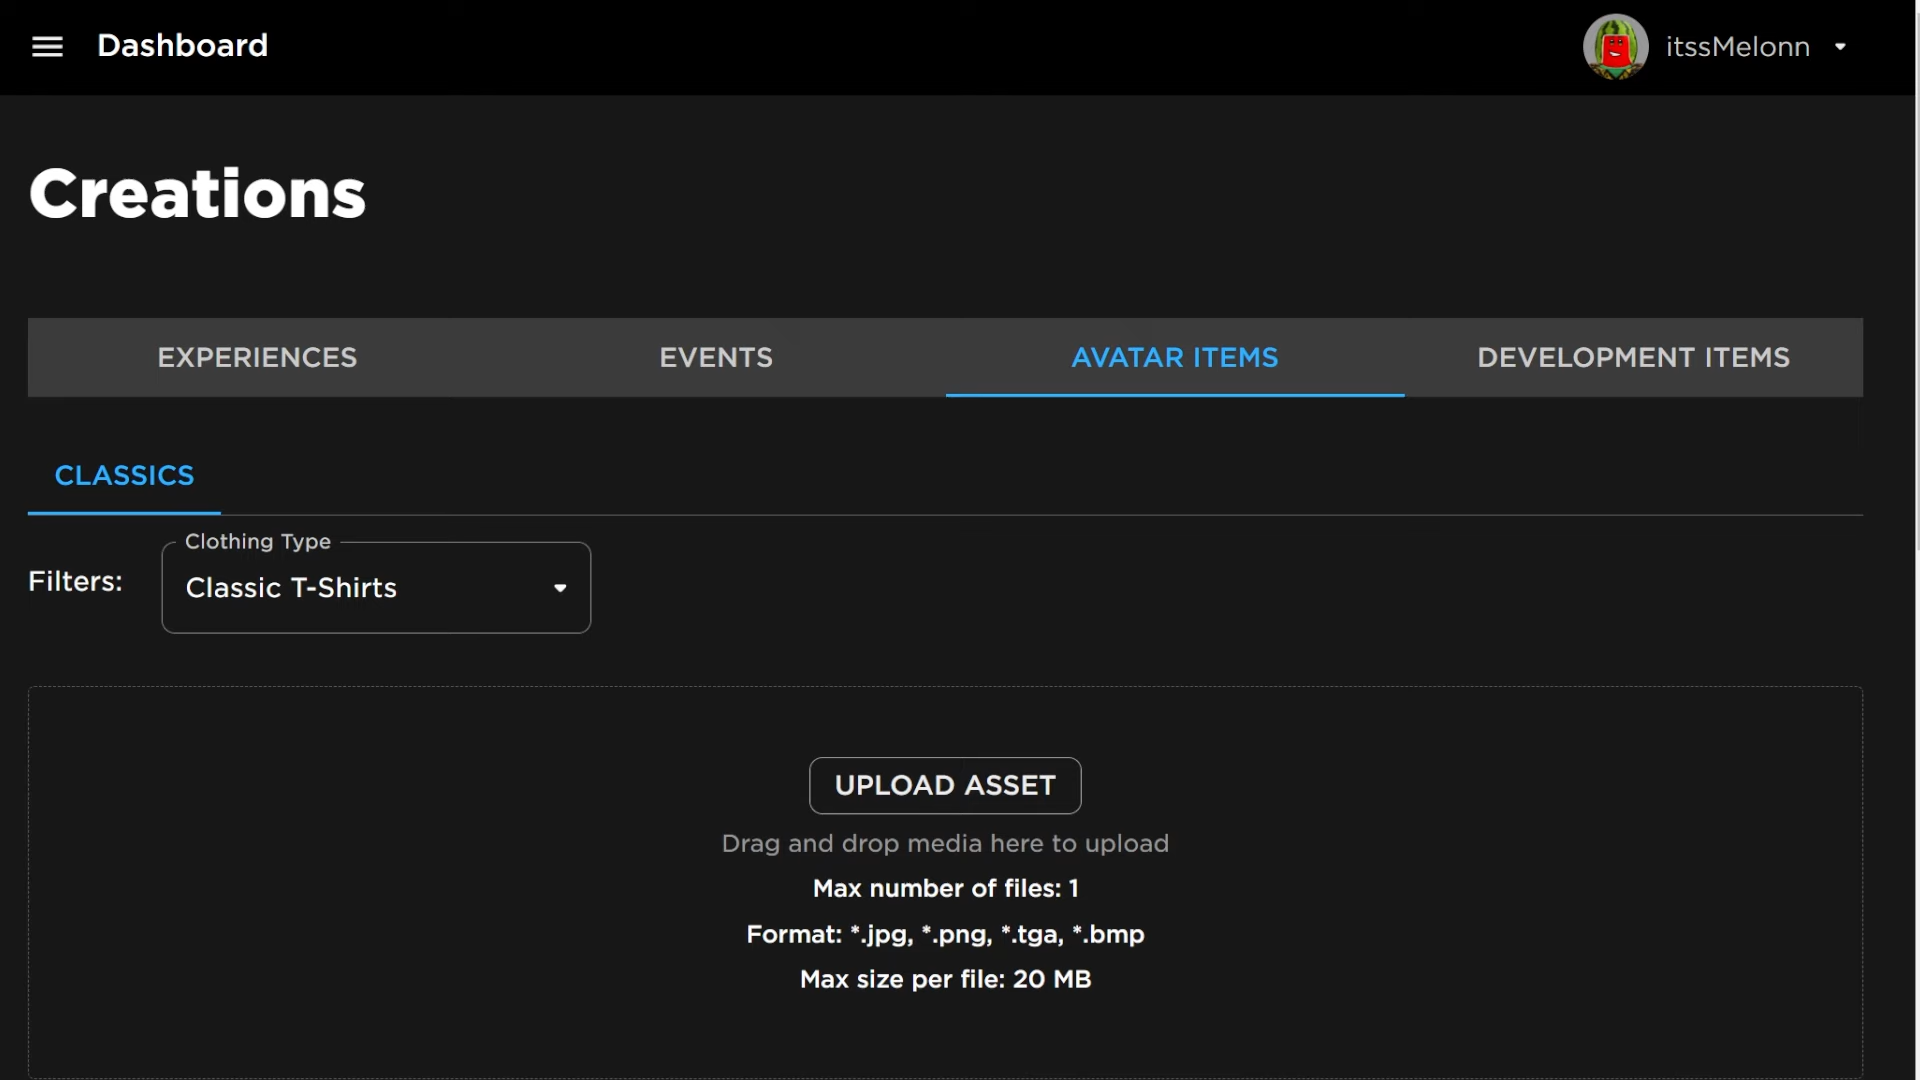 Dashboard
itssMelonn
Creations
EXPERIENCES
EVENTS
AVATAR ITEMS
DEVELOPMENT ITEMS
CLASSICS
Filters:
Clothing Type
Classic T-Shirts
UPLOAD ASSET
Drag and drop media here to upload
Max number of files: 1
Format: *.jpg, *.png, *.tga, *.bmp
Max size per file: 20 MB